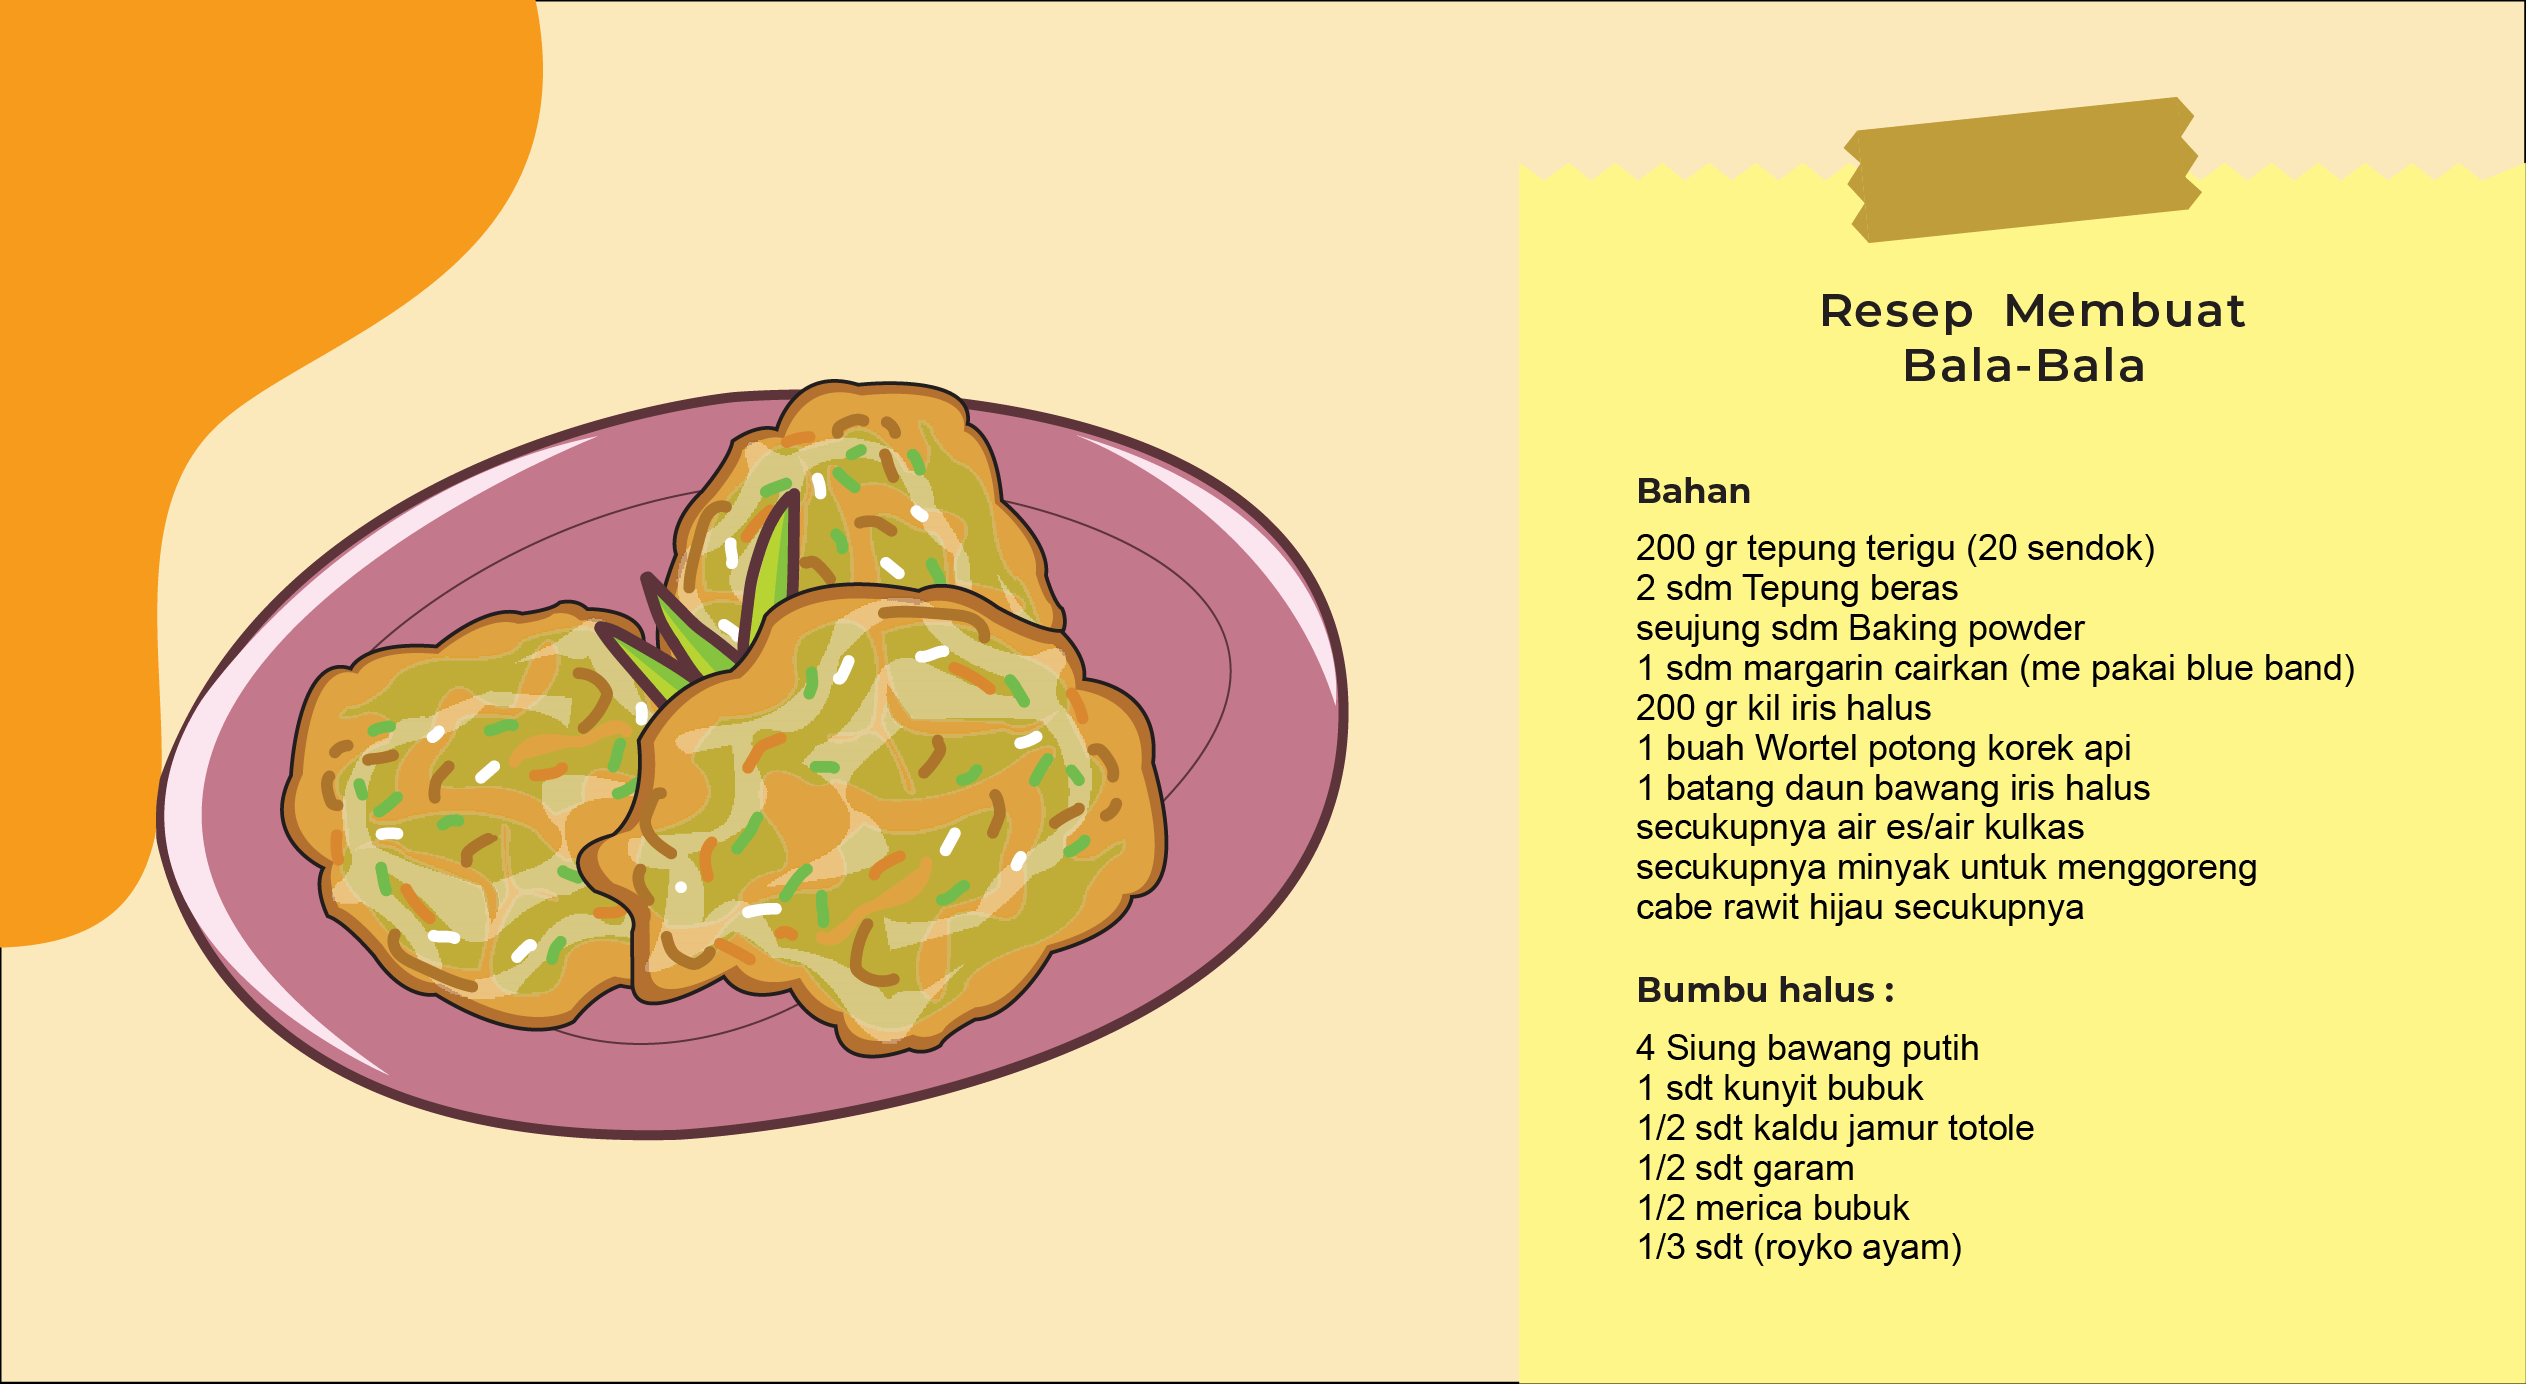 Resep Membuat
Bala-Bala
Bahan
200 gr tepung terigu (20 sendok)
2 sdm Tepung beras
seujung sdm Baking powder
1 sdm margarin cairkan (me pakai blue band)
200 gr kil iris halus
1 buah Wortel potong korek api
1 batang daun bawang iris halus
secukupnya air es/air kulkas
secukupnya minyak untuk menggoreng
cabe rawit hijau secukupnya
Bumbu halus :
4 Siung bawang putih
1 sdt kunyit bubuk
1/2 sdt kaldu jamur totole
1/2 sdt garam
1/2 merica bubuk
1/3 sdt (royko ayam)